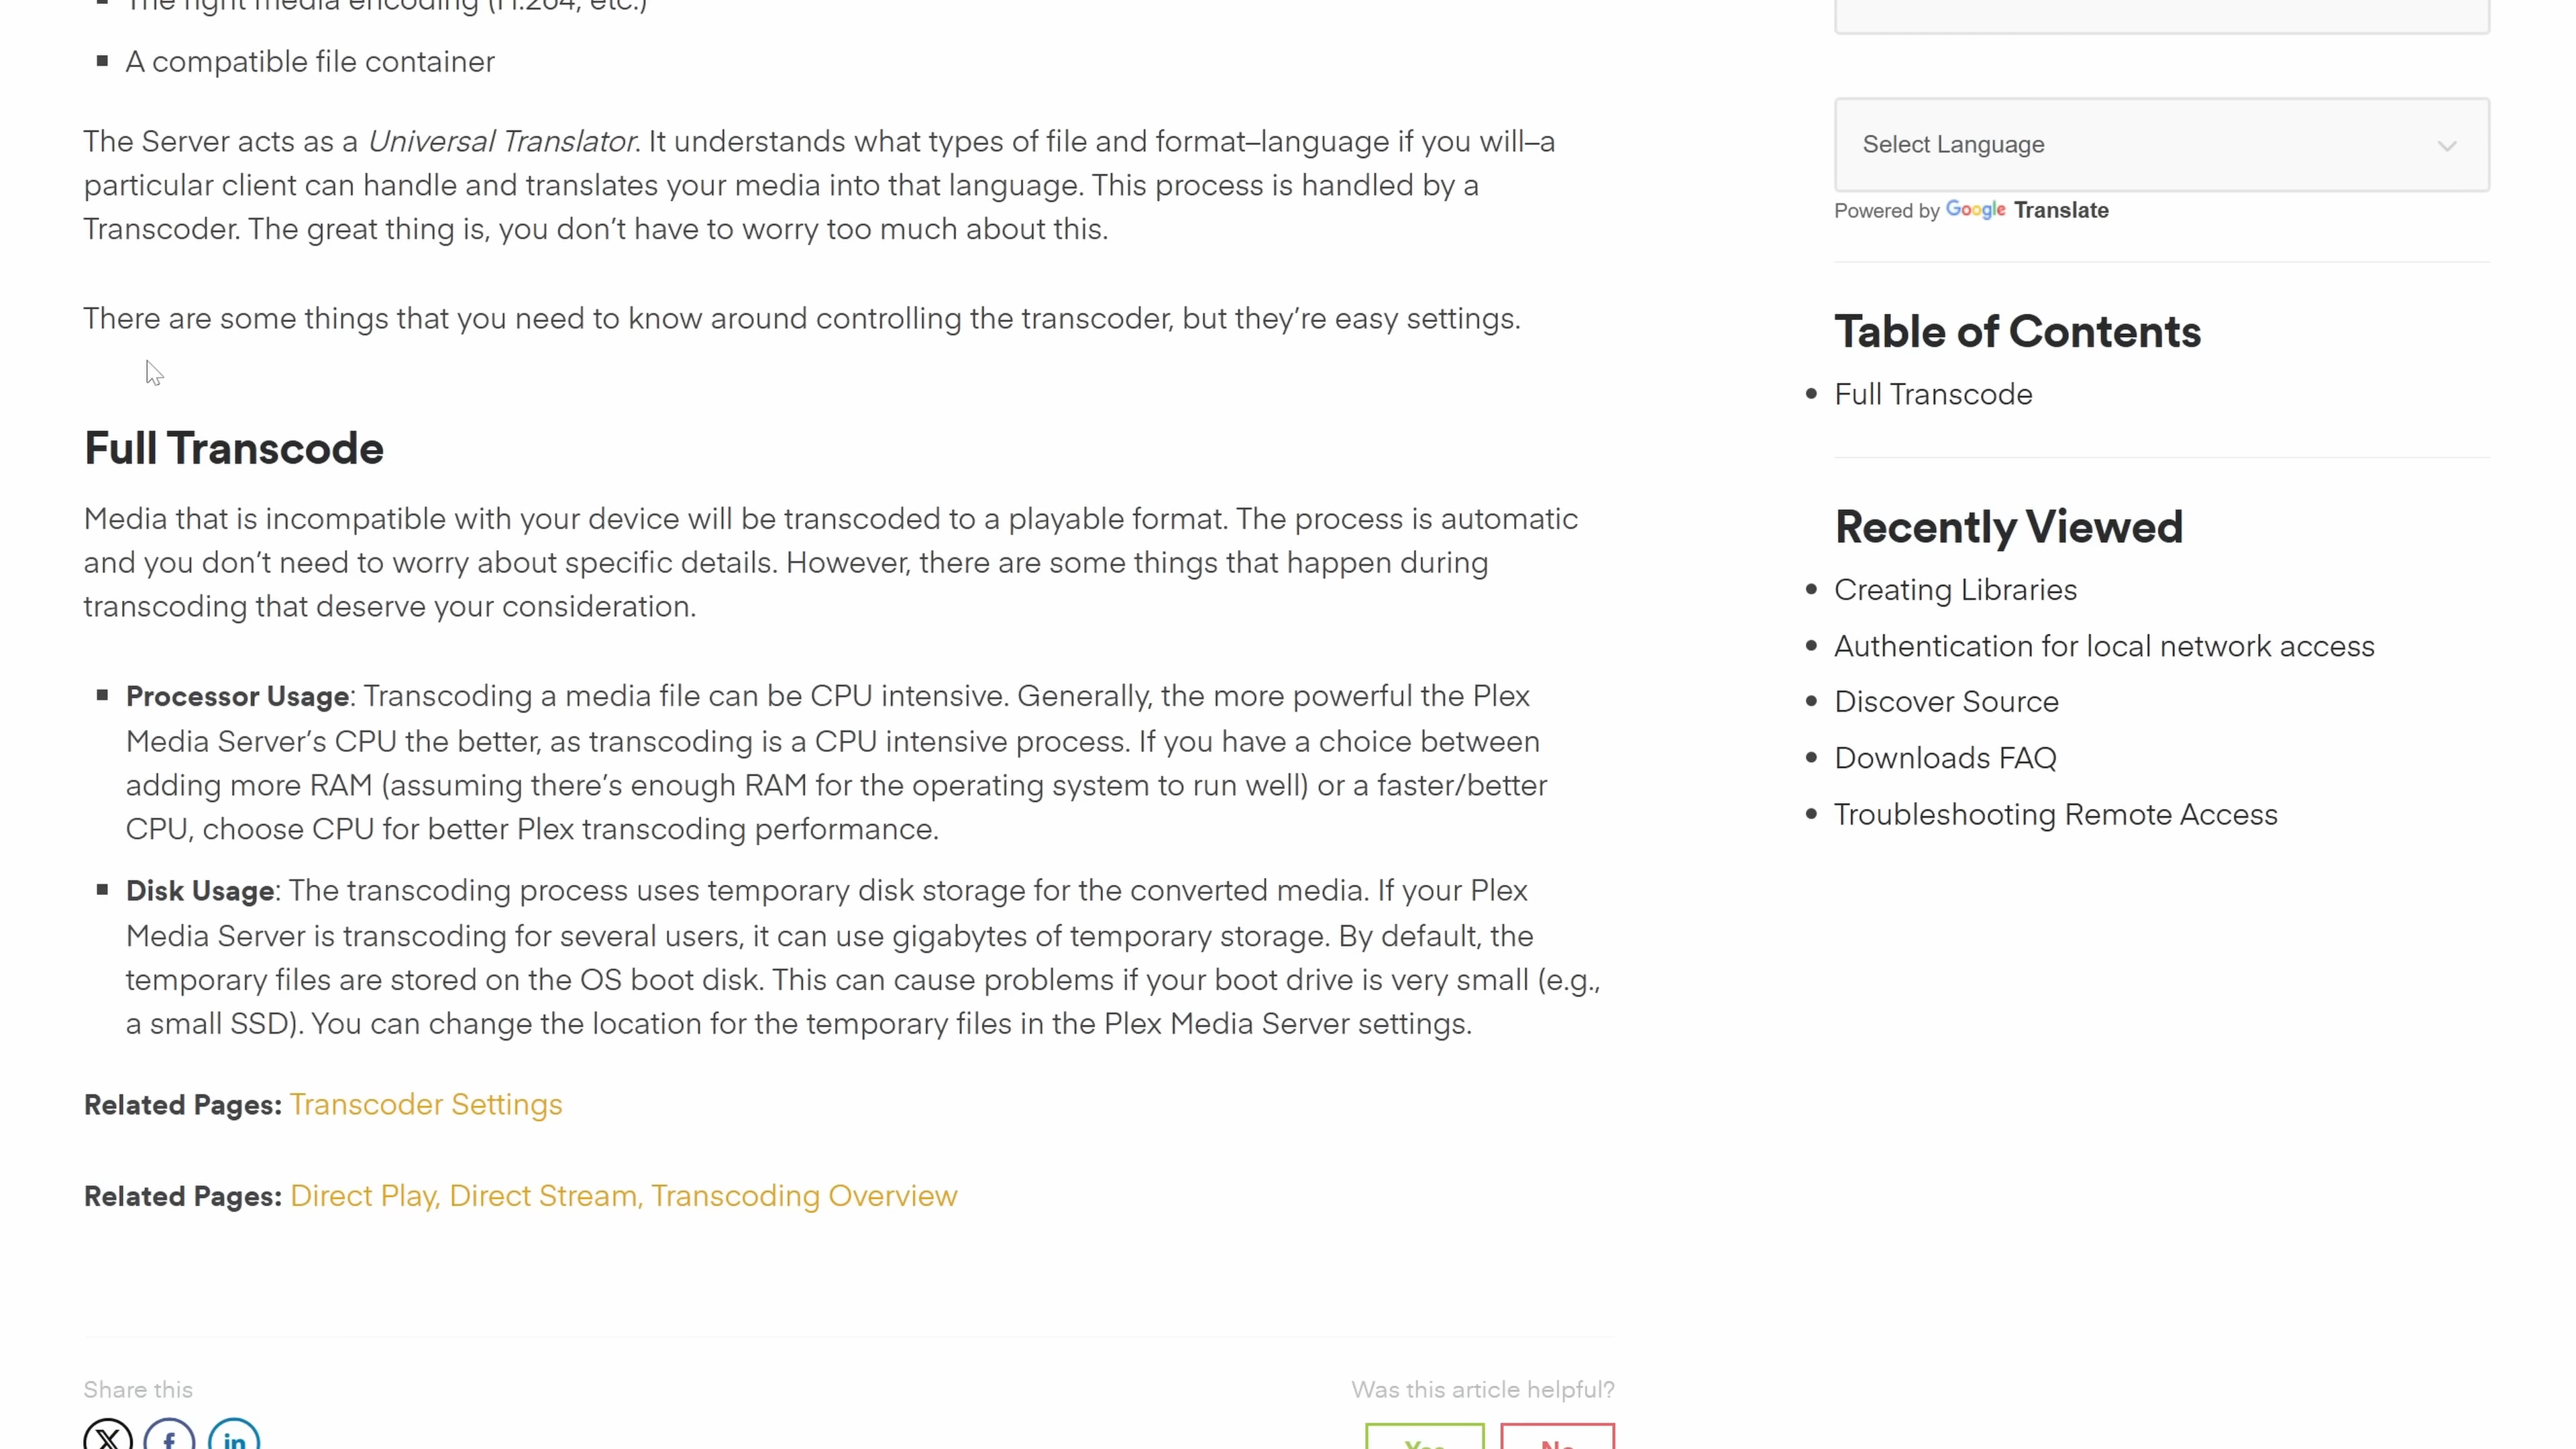 The right media encoding (H.264, etc.)
A compatible file container
The Server acts as a Universal Translator. It understands what types of file and format–language if you will–a
particular client can handle and translates your media into that language. This process is handled by a
Transcoder. The great thing is, you don’t have to worry too much about this.
There are some things that you need to know around controlling the transcoder, but they’re easy settings.
Full Transcode
Media that is incompatible with your device will be transcoded to a playable format. The process is automatic
and you don’t need to worry about specific details. However, there are some things that happen during
transcoding that deserve your consideration.
Processor Usage: Transcoding a media file can be CPU intensive. Generally, the more powerful the Plex
Media Server’s CPU the better, as transcoding is a CPU intensive process. If you have a choice between
adding more RAM (assuming there’s enough RAM for the operating system to run well) or a faster/better
CPU, choose CPU for better Plex transcoding performance.
Disk Usage: The transcoding process uses temporary disk storage for the converted media. If your Plex
Media Server is transcoding for several users, it can use gigabytes of temporary storage. By default, the
temporary files are stored on the OS boot disk. This can cause problems if your boot drive is very small (e.g.,
a small SSD). You can change the location for the temporary files in the Plex Media Server settings.
Related Pages: Transcoder Settings
Related Pages: Direct Play, Direct Stream, Transcoding Overview
Share this
Was this article helpful?
X f in
Yes No
Select Language
Powered by Google Translate
Table of Contents
Full Transcode
Recently Viewed
Creating Libraries
Authentication for local network access
Discover Source
Downloads FAQ
Troubleshooting Remote Access